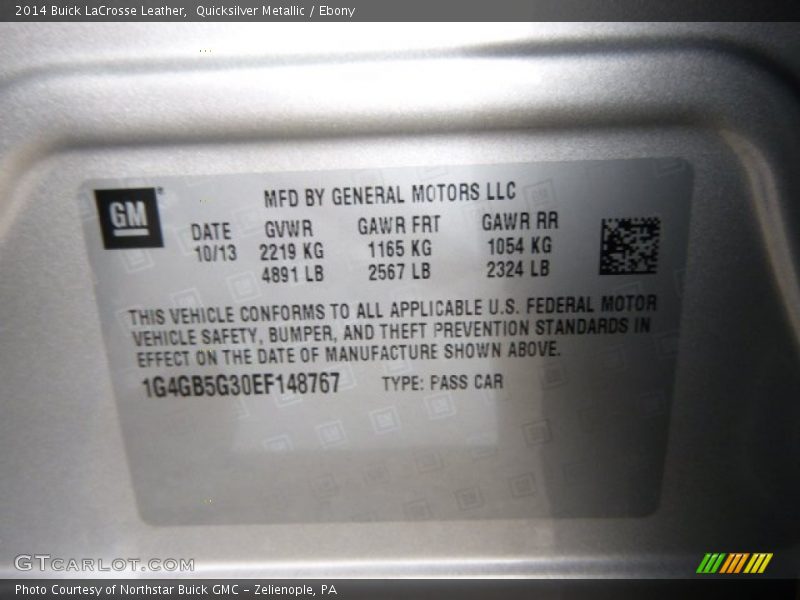 2014 Buick LaCrosse Leather,  Quicksilver Metallic / Ebony
GM
MFD BY GENERAL MOTORS LLC
DATE GVWR GAWR FRT GAWR RR
10/13 2219 KG 1165 KG 1054 KG
4891 LB 2567 LB 2324 LB
THIS VEHICLE CONFORMS TO ALL APPLICABLE U.S. FEDERAL MOTOR
VEHICLE SAFETY, BUMPER, AND THEFT PREVENTION STANDARDS IN
EFFECT ON THE DATE OF MANUFACTURE SHOWN ABOVE.
1G4GB5G30EF148767 TYPE: PASS CAR
GTCARLOT.COM
Photo Courtesy of Northstar Buick GMC - Zelienople, PA